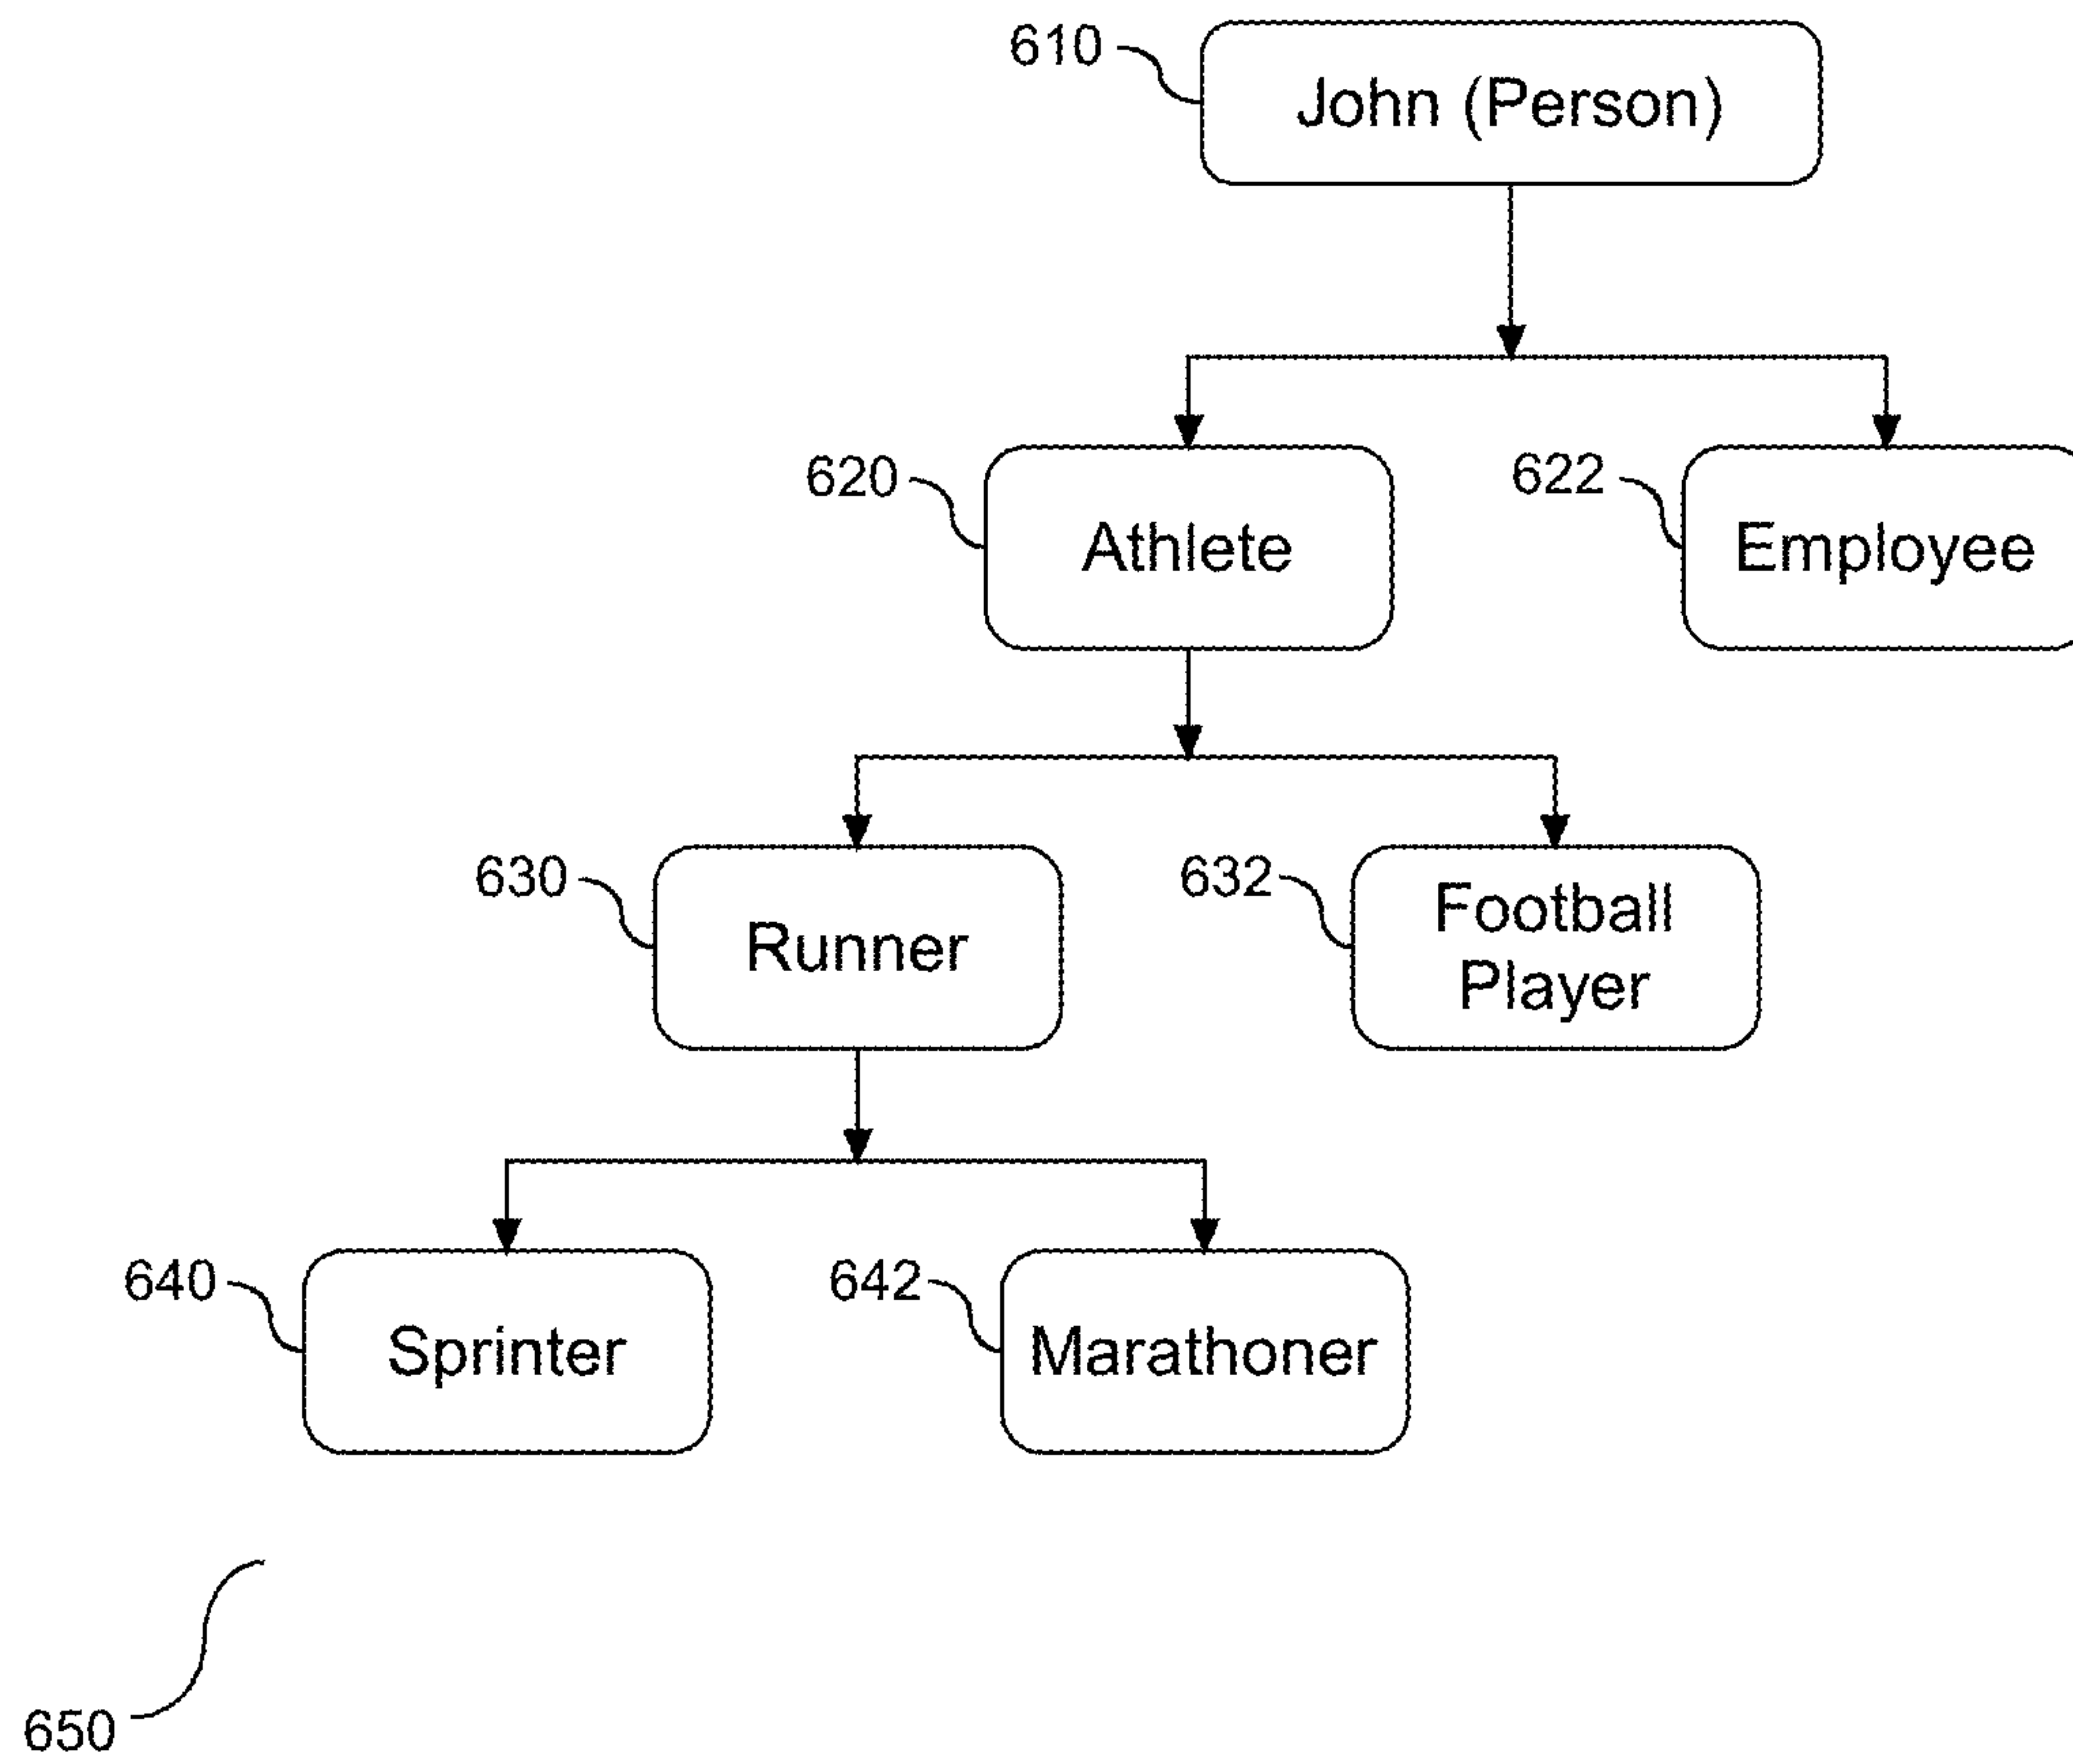 610
John (Person)
620
Athlete
622
Employee
630
Runner
632
Football
Player
640
Sprinter
642
Marathoner
650